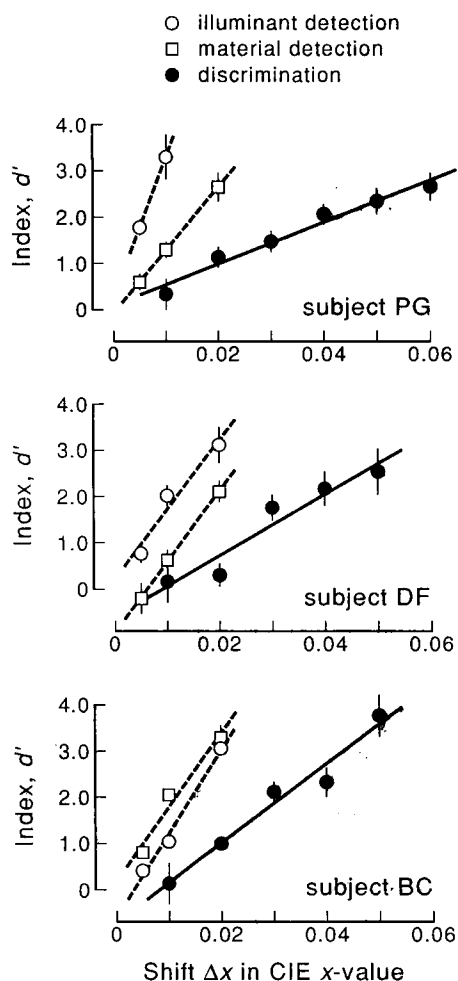 illuminant detection
material detection
discrimination
4.0
3.0
2.0
1.0
0
Index, d′
subject PG
0 0.02 0.04 0.06
4.0
3.0
2.0
1.0
0
Index, d′
subject DF
0 0.02 0.04 0.06
4.0
3.0
2.0
1.0
0
Index, d′
subject BC
0 0.02 0.04 0.06
Shift Δx in CIE x-value